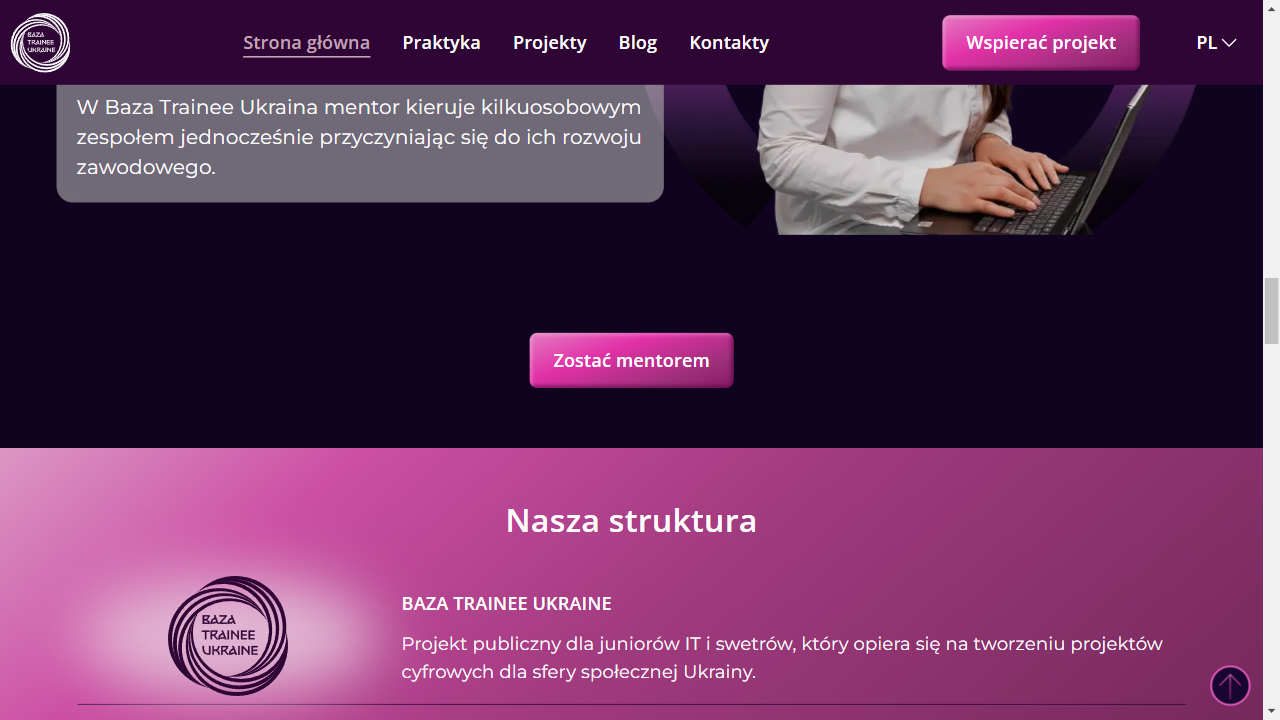 BAZA
TRAINEE
UKRAINE
Strona główna
Praktyka
Projekty
Blog
Kontakty
Wspierać projekt
PL
W Baza Trainee Ukraina mentor kieruje kilkuosobowym
zespołem jednocześnie przyczyniając się do ich rozwoju
zawodowego.
Zostać mentorem
Nasza struktura
BAZA
TRAINEE
UKRAINE
BAZA TRAINEE UKRAINE
Projekt publiczny dla juniorów IT i swetrów, który opiera się na tworzeniu projektów
cyfrowych dla sfery społecznej Ukrainy.